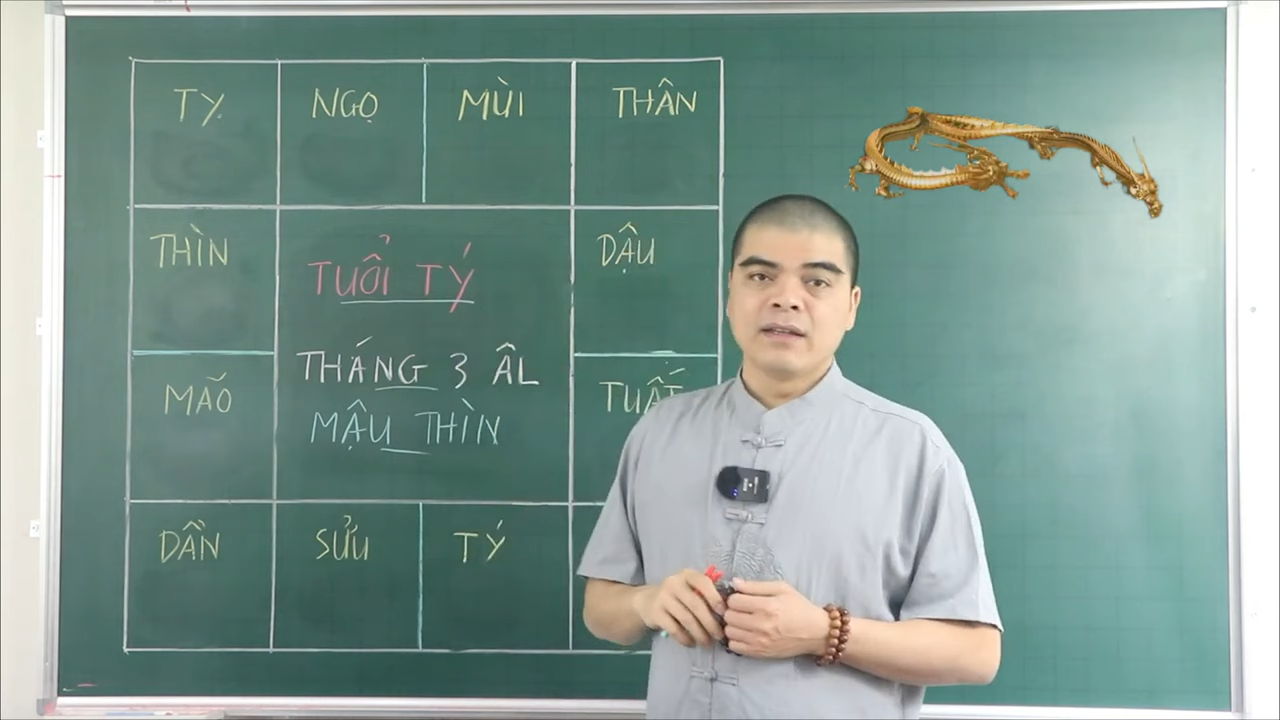 TỴ NGỌ MÙI THÂN
THÌN DẬU
TUỔI TÝ
THÁNG 3 ÂL
MÃO TUẤT
MẬU THÌN
DẦN SỬU TÝ